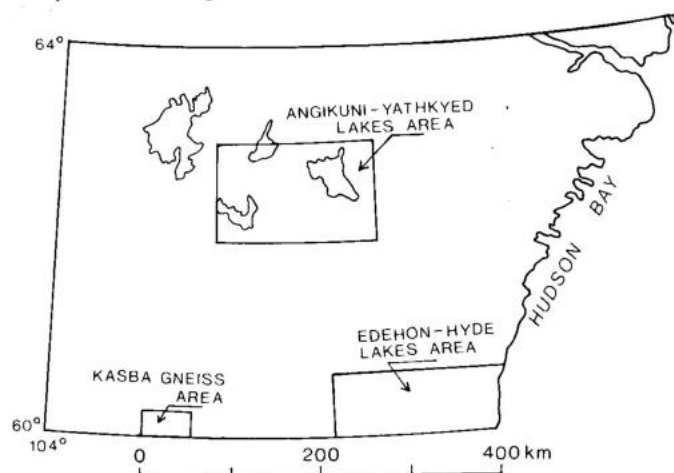 64°
ANGIKUNI-YATHKYED
LAKES AREA
HUDSON BAY
EDEHON-HYDE
LAKES AREA
KASBA GNEISS
AREA
60°
104°
0 200 400 km